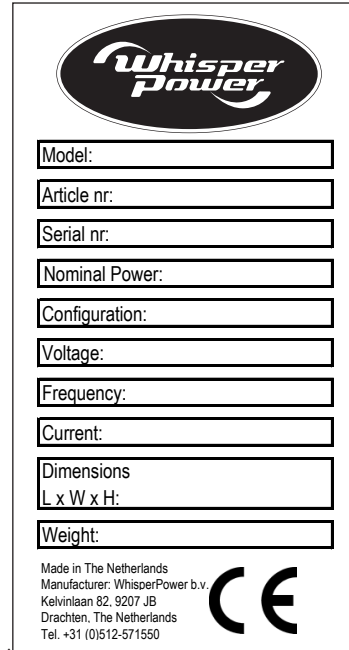 Whisper
Power
Model:
Article nr:
Serial nr:
Nominal Power:
Configuration:
Voltage:
Frequency:
Current:
Dimensions
L x W x H:
Weight:
Made in The Netherlands
Manufacturer: WhisperPower b.v.
Kelvinlaan 82, 9207 JB
Drachten, The Netherlands
Tel. +31 (0)512-571550
CE